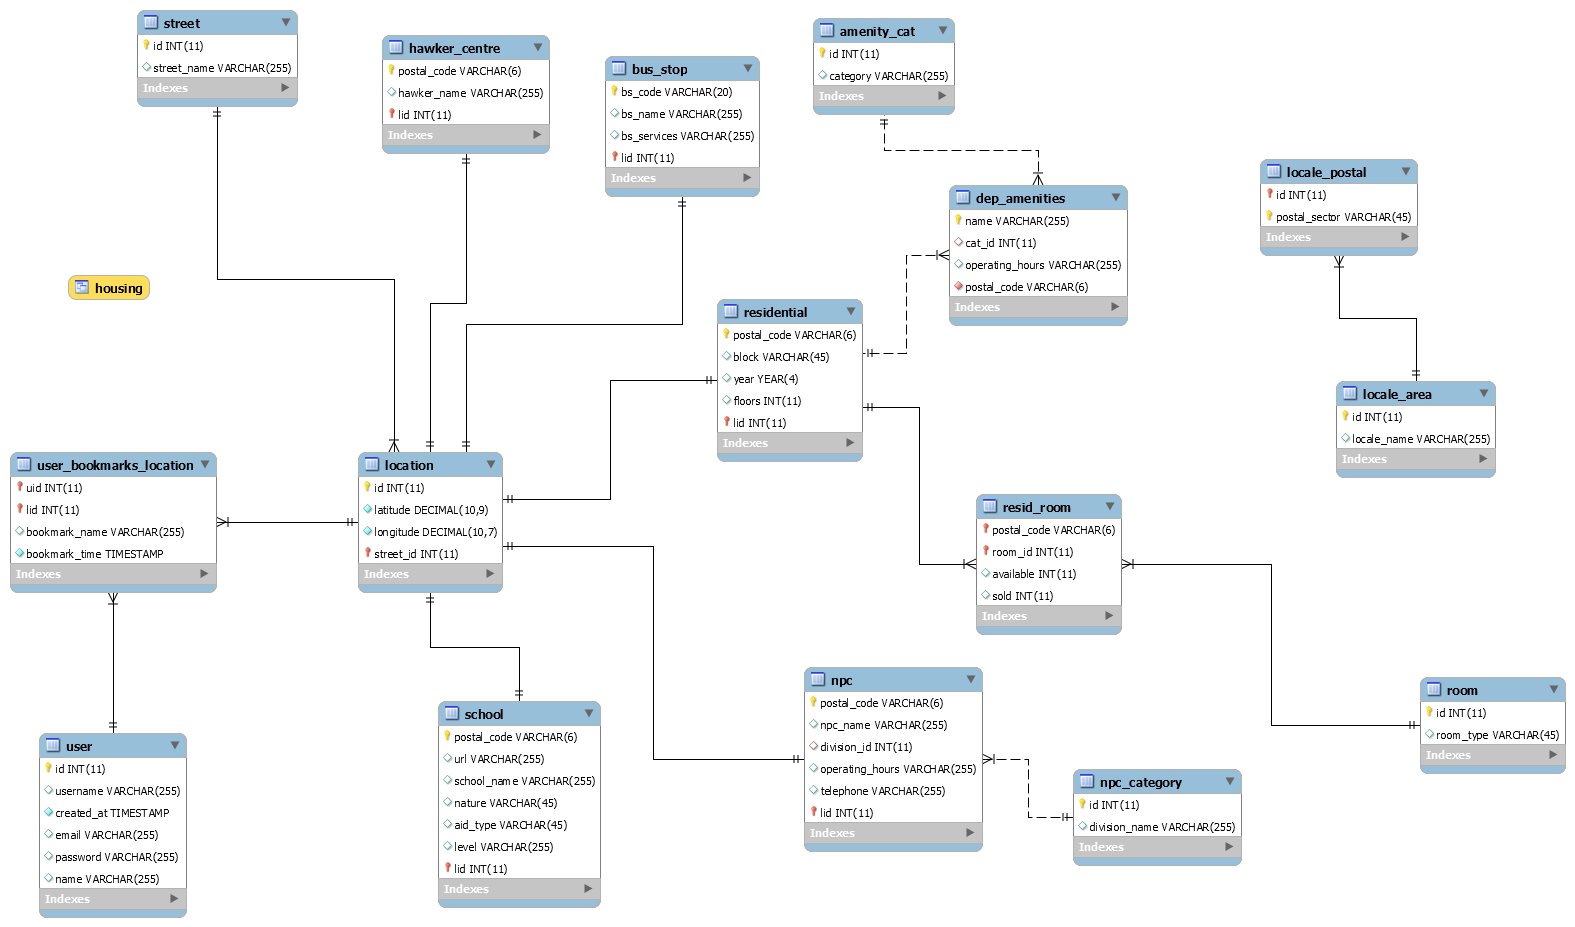 street
id INT(11)
street_name VARCHAR(255)
Indexes
hawker_centre
postal_code VARCHAR(6)
hawker_name VARCHAR(255)
lid INT(11)
Indexes
bus_stop
bs_code VARCHAR(20)
bs_name VARCHAR(255)
bs_services VARCHAR(255)
lid INT(11)
Indexes
amenity_cat
id INT(11)
category VARCHAR(255)
Indexes
dep_amenities
name VARCHAR(255)
cat_id INT(11)
operating_hours VARCHAR(255)
postal_code VARCHAR(6)
Indexes
locale_postal
id INT(11)
postal_sector VARCHAR(45)
Indexes
housing
residential
postal_code VARCHAR(6)
block VARCHAR(45)
year YEAR(4)
floors INT(11)
lid INT(11)
Indexes
locale_area
id INT(11)
locale_name VARCHAR(255)
Indexes
user_bookmarks_location
uid INT(11)
lid INT(11)
bookmark_name VARCHAR(255)
bookmark_time TIMESTAMP
Indexes
location
id INT(11)
latitude DECIMAL(10,9)
longitude DECIMAL(10,7)
street_id INT(11)
Indexes
resid_room
postal_code VARCHAR(6)
room_id INT(11)
available INT(11)
sold INT(11)
Indexes
user
id INT(11)
username VARCHAR(255)
created_at TIMESTAMP
email VARCHAR(255)
password VARCHAR(255)
name VARCHAR(255)
Indexes
school
postal_code VARCHAR(6)
url VARCHAR(255)
school_name VARCHAR(255)
nature VARCHAR(45)
aid_type VARCHAR(45)
level VARCHAR(255)
lid INT(11)
Indexes
npc
postal_code VARCHAR(6)
npc_name VARCHAR(255)
division_id INT(11)
operating_hours VARCHAR(255)
telephone VARCHAR(255)
lid INT(11)
Indexes
npc_category
id INT(11)
division_name VARCHAR(255)
Indexes
room
id INT(11)
room_type VARCHAR(45)
Indexes